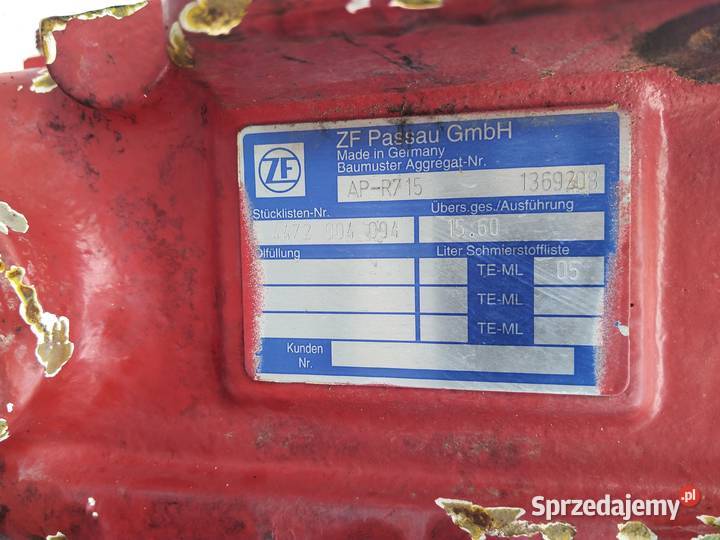 ZF Passau GmbH
Made in Germany
Baumuster Aggregat-Nr.
ZF
AP-R715 1369208
Stücklisten-Nr. Übers.ges./Ausführung
4472 004 094 15.60
Ölfüllung Liter Schmierstoffliste
TE-ML 05
TE-ML
TE-ML
Kunden
Nr.
Sprzedajemy.pl